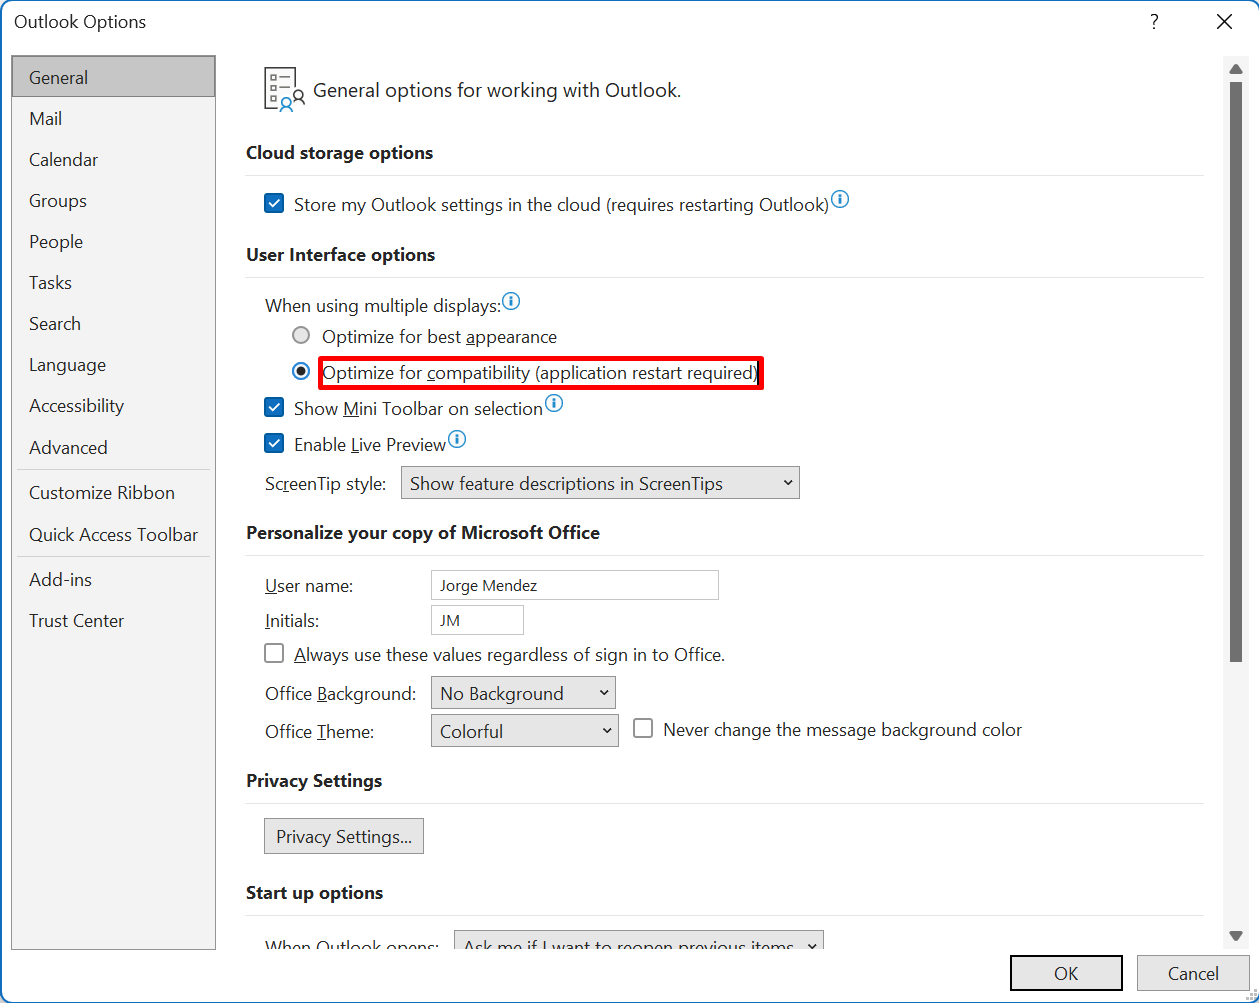 Outlook Options
?
General
Mail
Calendar
Groups
People
Tasks
Search
Language
Accessibility
Advanced
Customize Ribbon
Quick Access Toolbar
Add-ins
Trust Center
General options for working with Outlook.
Cloud storage options
Store my Outlook settings in the cloud (requires restarting Outlook)
User Interface options
When using multiple displays:
Optimize for best appearance
Optimize for compatibility (application restart required)
Show Mini Toolbar on selection
Enable Live Preview
ScreenTip style: Show feature descriptions in ScreenTips
Personalize your copy of Microsoft Office
User name: Jorge Mendez
Initials: JM
Always use these values regardless of sign in to Office.
Office Background: No Background
Office Theme: Colorful Never change the message background color
Privacy Settings
Privacy Settings...
Start up options
When Outlook opens: Ask me if I want to reopen previous items
OK Cancel